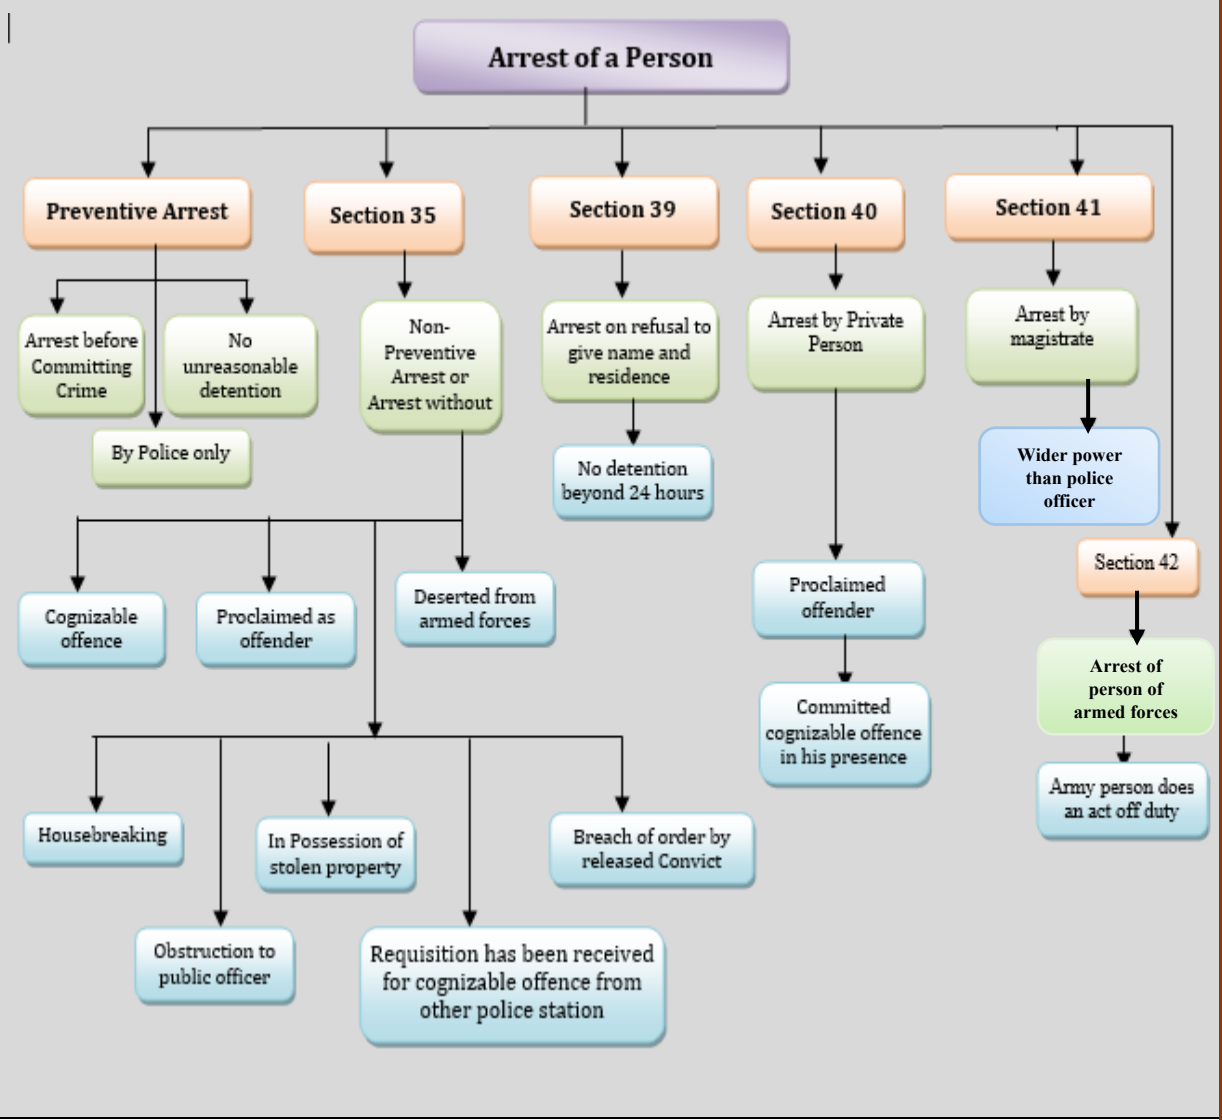 Arrest of a Person
Preventive Arrest
Section 35
Section 39
Section 40
Section 41
Arrest before
Committing
Crime
No
unreasonable
detention
By Police only
Non-
Preventive
Arrest or
Arrest without
Arrest on refusal to
give name and
residence
No detention
beyond 24 hours
Arrest by Private
Person
Arrest by
magistrate
Wider power
than police
officer
Section 42
Cognizable
offence
Proclaimed as
offender
Deserted from
armed forces
Proclaimed
offender
Committed
cognizable offence
in his presence
Arrest of
person of
armed forces
Army person does
an act off duty
Housebreaking
In Possession of
stolen property
Breach of order by
released Convict
Obstruction to
public officer
Requisition has been received
for cognizable offence from
other police station